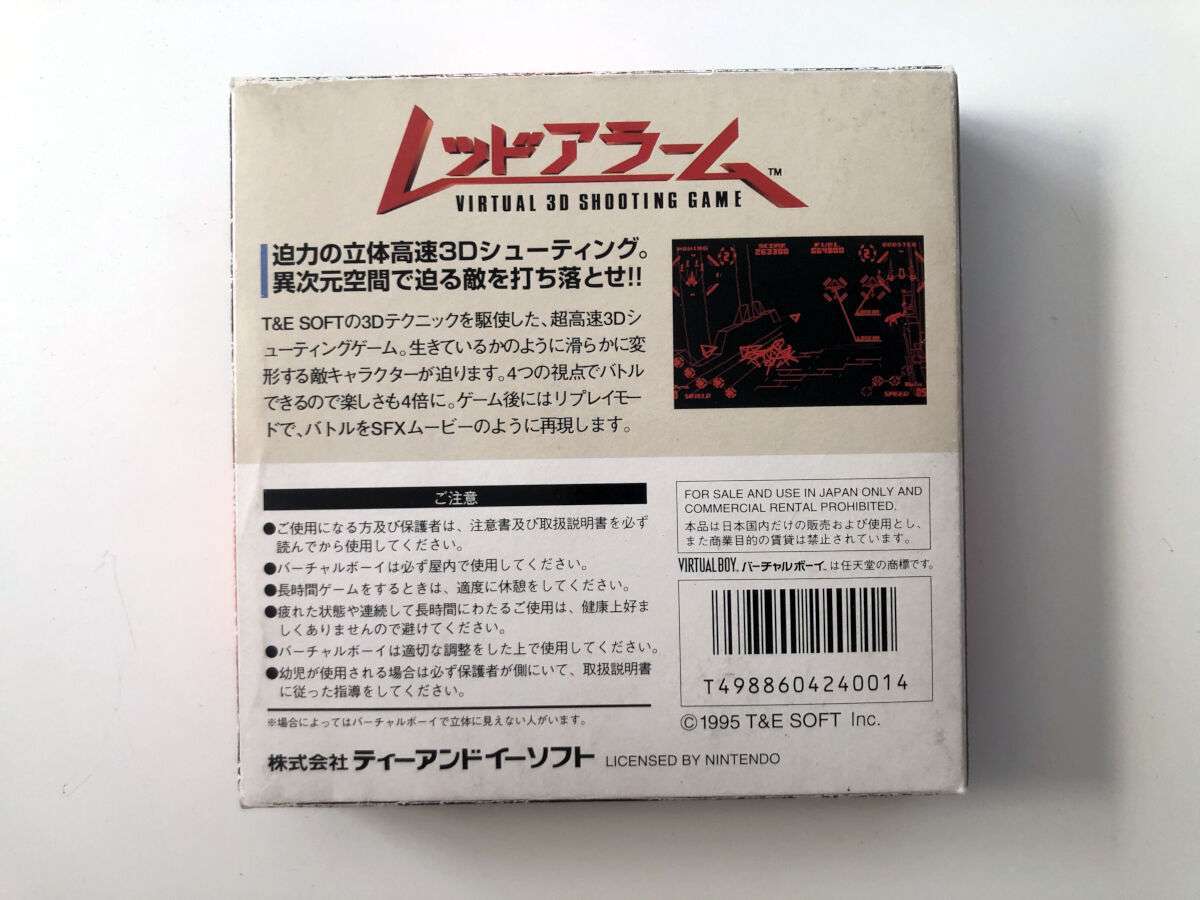 レッドアラーム™
VIRTUAL 3D SHOOTING GAME
迫力の立体高速3Dシューティング。
異次元空間で迫る敵を打ち落とせ!!
T&E SOFTの3Dテクニックを駆使した、超高速3Dシ
ューティングゲーム。生きているかのように滑らかに変
形する敵キャラクターが迫ります。4つの視点でバトル
できるので楽しさも4倍に。ゲーム後にはリプレイモー
ドで、バトルをSFXムービーのように再現します。
SCORE
263200
FUEL
BOOSTER
SHIELD
SPEED
ご注意
●ご使用になる方及び保護者は、注意書及び取扱説明書を必ず
読んでから使用してください。
●バーチャルボーイは必ず屋内で使用してください。
●長時間ゲームをするときは、適度に休憩をしてください。
●疲れた状態や連続して長時間にわたるご使用は、健康上好ま
しくありませんので避けてください。
●バーチャルボーイは適切な調整をした上で使用してください。
●幼児が使用される場合は必ず保護者が側にいて、取扱説明書
に従った指導をしてください。
※場合によってはバーチャルボーイで立体に見えない人がいます。
株式会社 ティーアンドイーソフト LICENSED BY NINTENDO
FOR SALE AND USE IN JAPAN ONLY AND
COMMERCIAL RENTAL PROHIBITED.
本品は日本国内だけの販売および使用とし、
また商業目的の賃貸は禁止されています。
VIRTUAL BOY, バーチャルボーイ は任天堂の商標です。
T4988604240014
©1995 T&E SOFT Inc.